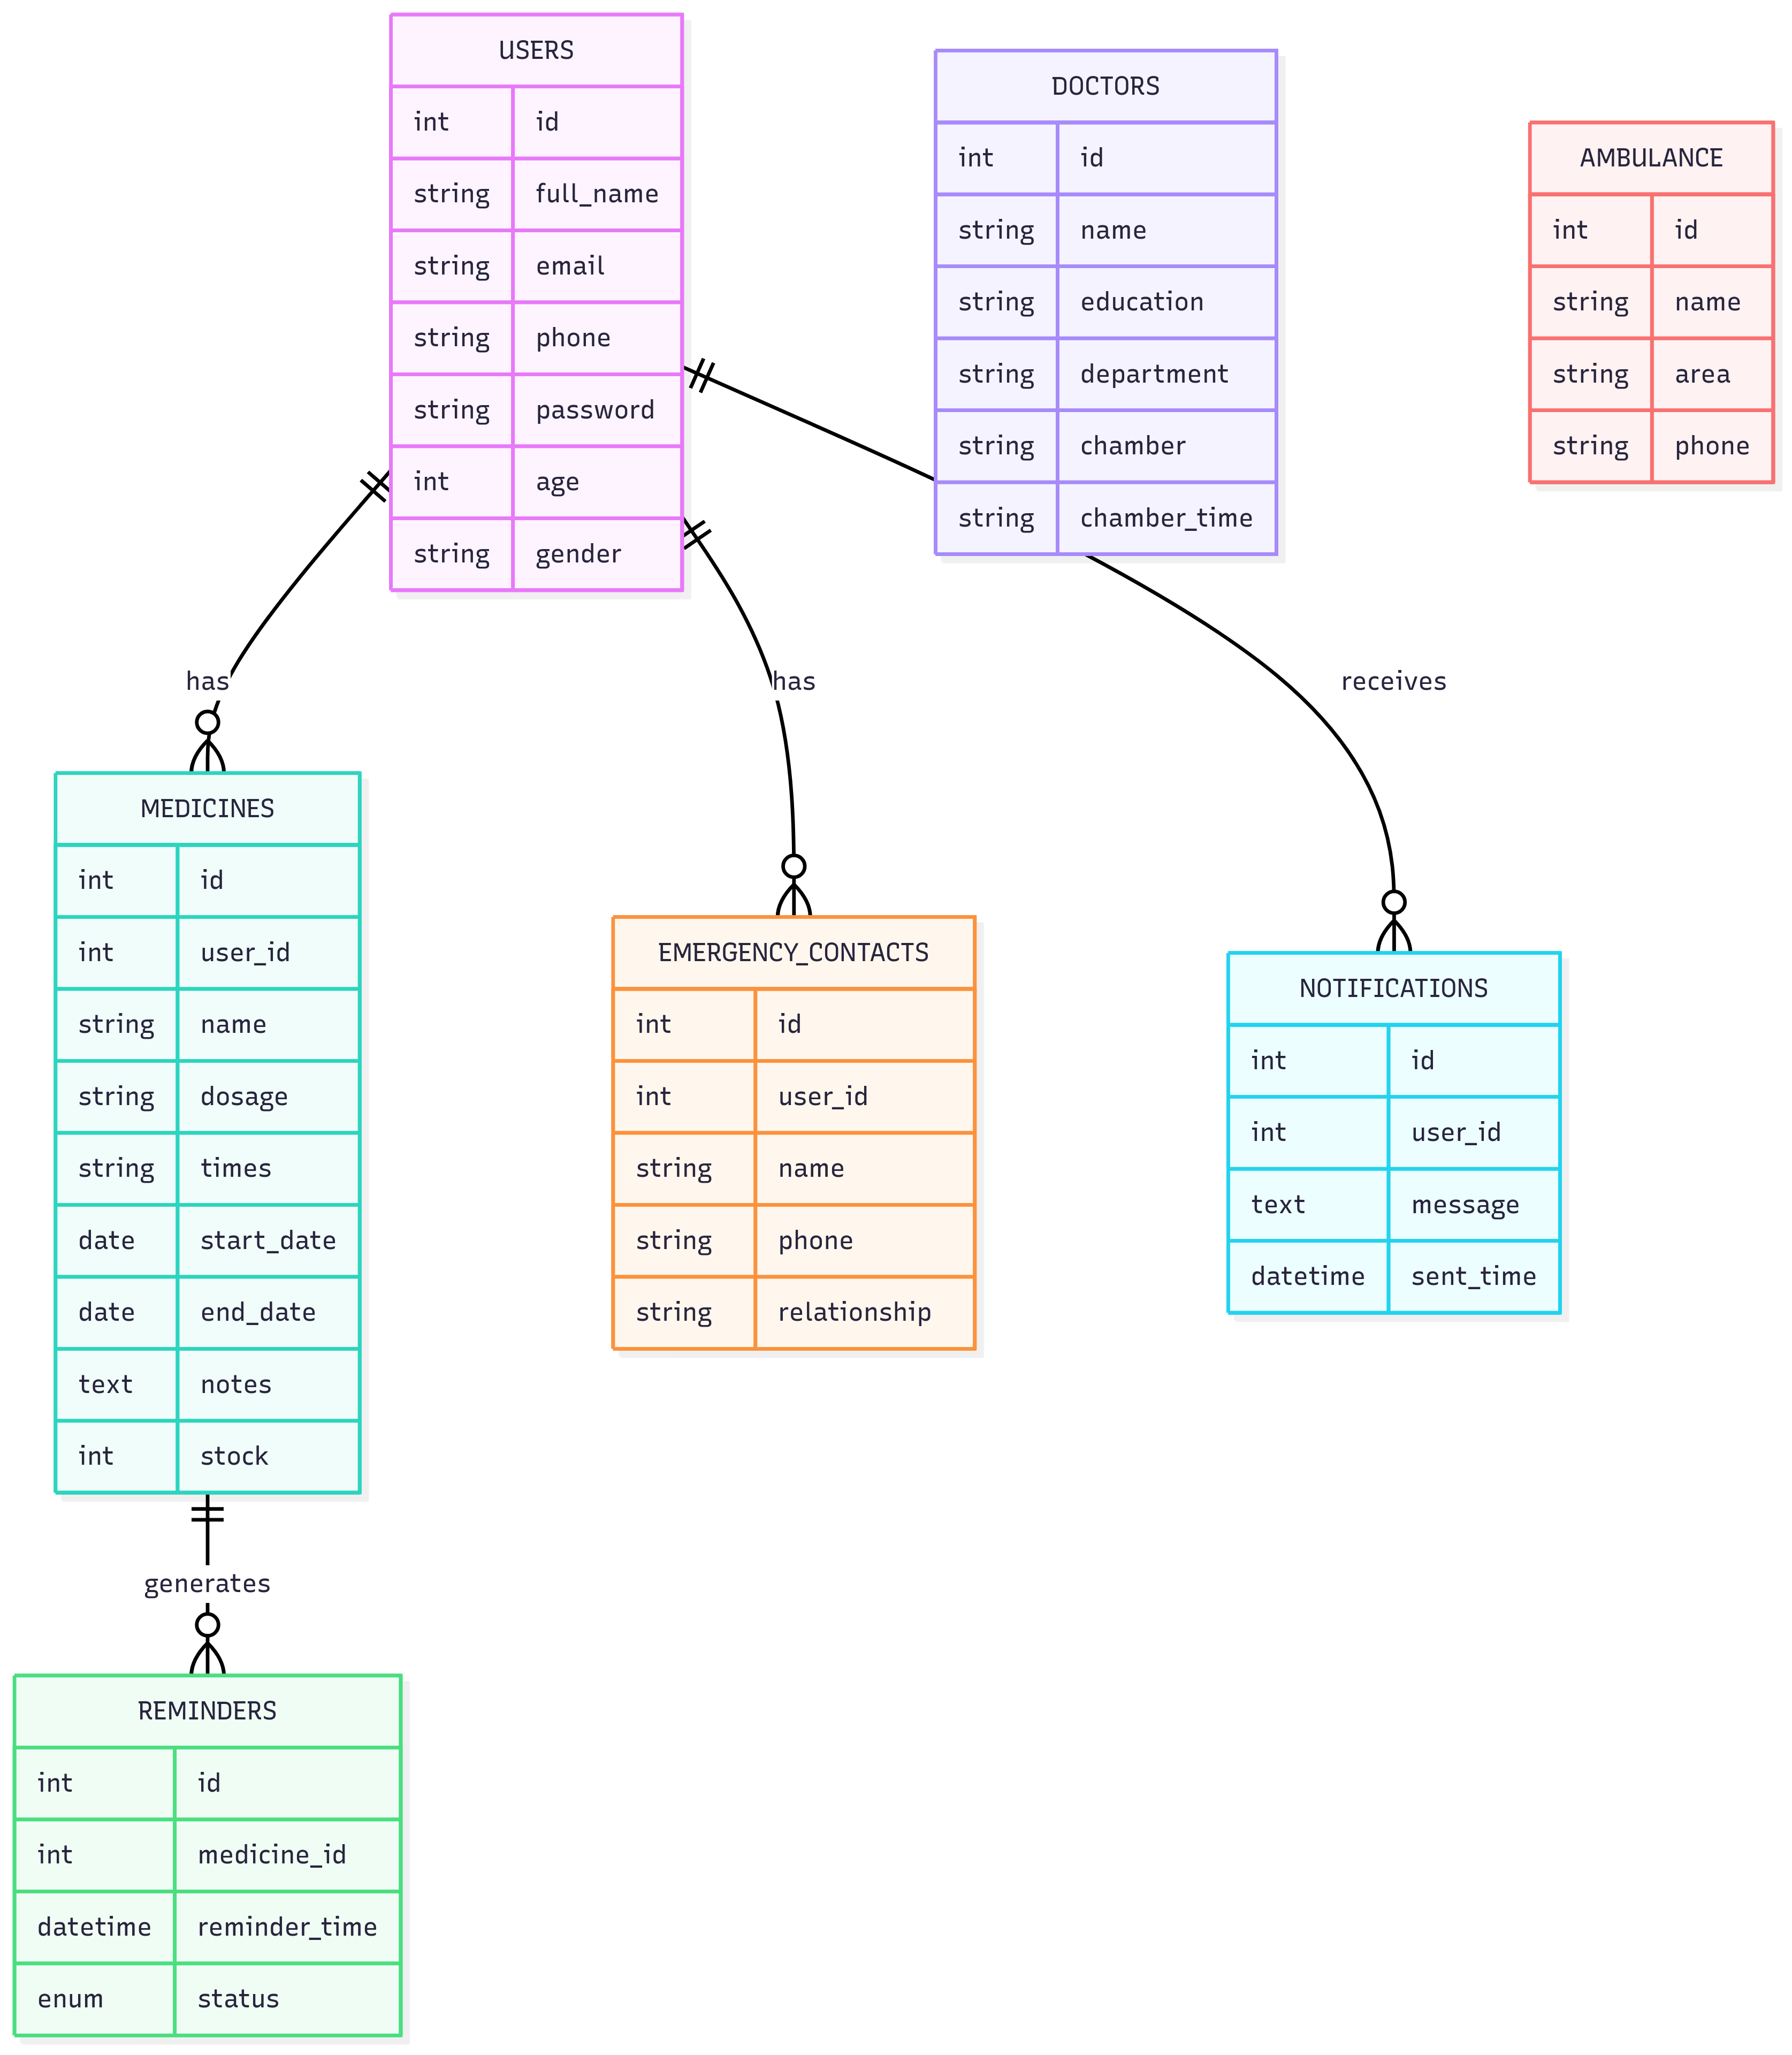 USERS
int id
string full_name
string email
string phone
string password
int age
string gender
DOCTORS
int id
string name
string education
string department
string chamber
string chamber_time
AMBULANCE
int id
string name
string area
string phone
has
has
receives
MEDICINES
int id
int user_id
string name
string dosage
string times
date start_date
date end_date
text notes
int stock
EMERGENCY_CONTACTS
int id
int user_id
string name
string phone
string relationship
NOTIFICATIONS
int id
int user_id
text message
datetime sent_time
generates
REMINDERS
int id
int medicine_id
datetime reminder_time
enum status